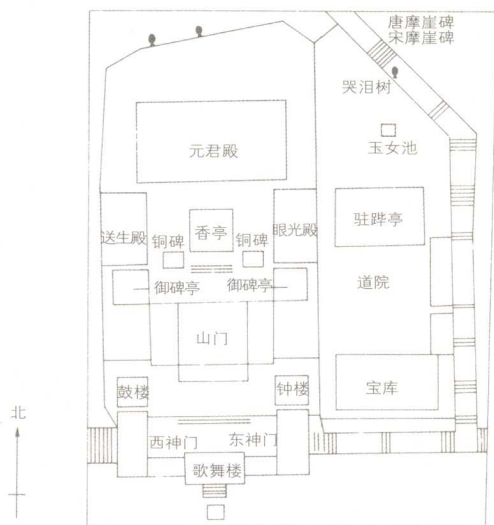 唐摩崖碑
宋摩崖碑
哭泪树
玉女池
元君殿
驻跸亭
送生殿
铜碑
香亭
铜碑
眼光殿
御碑亭
御碑亭
道院
山门
鼓楼
钟楼
宝库
北
西神门
东神门
歌舞楼